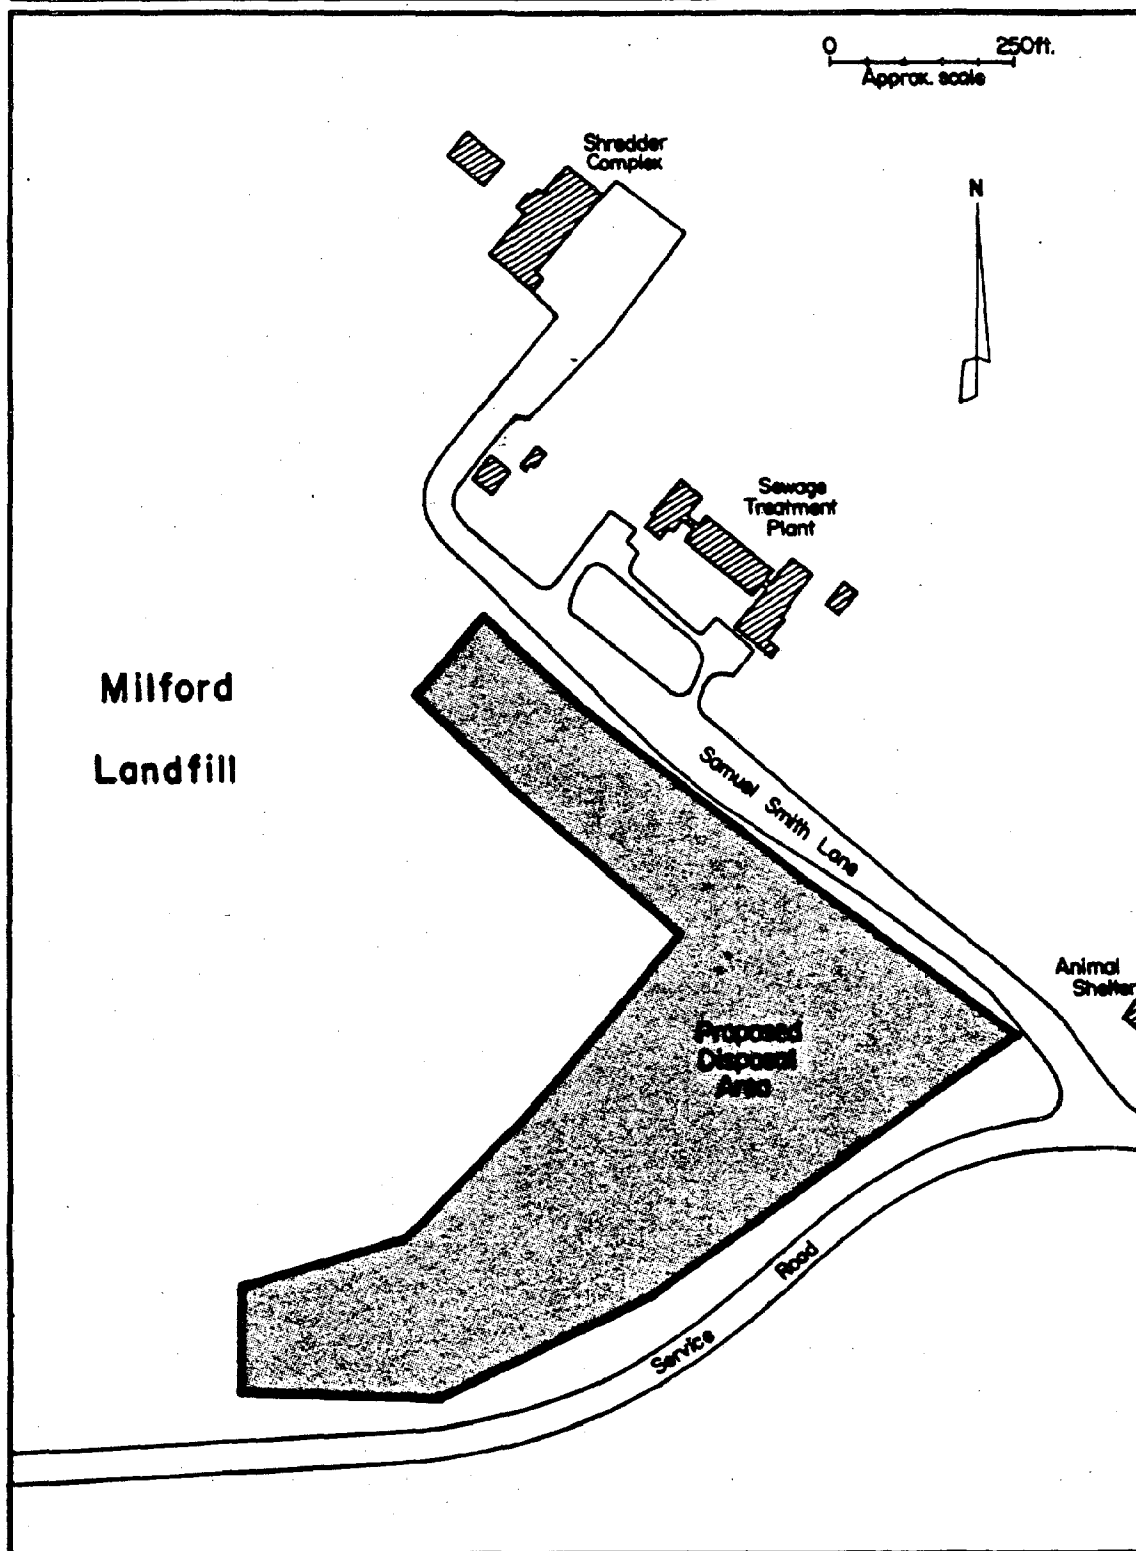 0 250ft.
Approx. scale
Shredder
Complex
N
Sewage
Treatment
Plant
Milford
Landfill
Samuel Smith Lane
Animal
Shelter
Proposed
Disposal
Area
Service Road